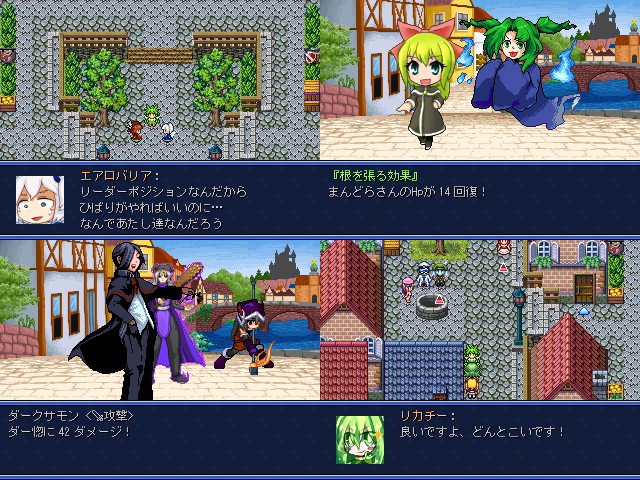 エアロバリア：
リーダーポジションなんだから
ひばりがやればいいのに…
なんであたし達なんだろう
『根を張る効果』
まんどらさんのHpが 14 回復！
ダークサモン〈🏹攻撃〉
ダー惚に 42 ダメージ！
リカチー：
良いですよ、どんとこいです！